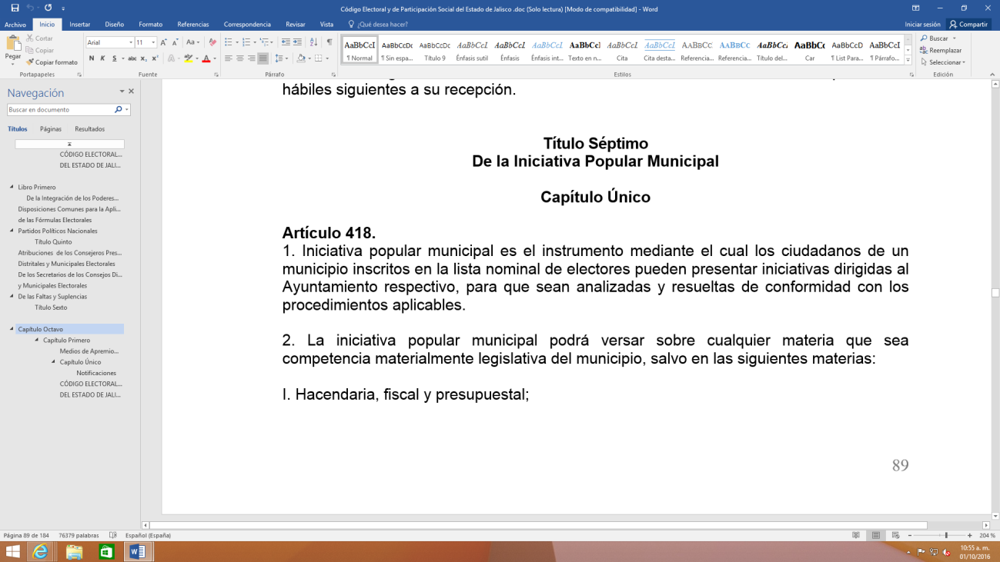 Código Electoral y de Participación Social del Estado de Jalisco .doc (Solo lectura) [Modo de compatibilidad] - Word
Archivo Inicio Insertar Diseño Formato Referencias Correspondencia Revisar Vista ¿Qué desea hacer? Iniciar sesión Compartir
Pegar
Cortar
Copiar
Copiar formato
Portapapeles
Arial 11
N K S abc x₂ x²
Aa
Fuente
Párrafo
AaBbCcI AaBbCcDc AaBbCcDc AaBbCcL AaBbCcL AaBbCcL AaBbCcI AaBbCcL AaBbCcL AaBbCc AaBbCc AaBbCc AaBbCc AaBbCcD AaBbCcI
¶ Normal ¶ Sin espa... Título 9 Énfasis sutil Énfasis Énfasis int... Texto en n... Cita Cita desta... Referencia... Referencia... Título del... Car ¶ List Para... ¶ Párrafo...
Estilos
Buscar
Reemplazar
Seleccionar
Edición
Navegación
Buscar en documento
Títulos Páginas Resultados
CÓDIGO ELECTORAL...
DEL ESTADO DE JALI...
Libro Primero
De la Integración de los Poderes...
Disposiciones Comunes para la Apli...
de las Fórmulas Electorales
Partidos Políticos Nacionales
Título Quinto
Atribuciones de los Consejeros Pres...
Distritales y Municipales Electorales
De los Secretarios de los Consejos Di...
y Municipales Electorales
De las Faltas y Suplencias
Título Sexto
Capítulo Octavo
Capítulo Primero
Medios de Apremio...
Capítulo Único
Notificaciones
CÓDIGO ELECTORAL...
DEL ESTADO DE JALI...
hábiles siguientes a su recepción.
Título Séptimo
De la Iniciativa Popular Municipal
Capítulo Único
Artículo 418.
1. Iniciativa popular municipal es el instrumento mediante el cual los ciudadanos de un
municipio inscritos en la lista nominal de electores pueden presentar iniciativas dirigidas al
Ayuntamiento respectivo, para que sean analizadas y resueltas de conformidad con los
procedimientos aplicables.
2. La iniciativa popular municipal podrá versar sobre cualquier materia que sea
competencia materialmente legislativa del municipio, salvo en las siguientes materias:
I. Hacendaria, fiscal y presupuestal;
89
Página 89 de 184 76379 palabras Español (España) 204 %
10:55 a. m.
01/10/2016